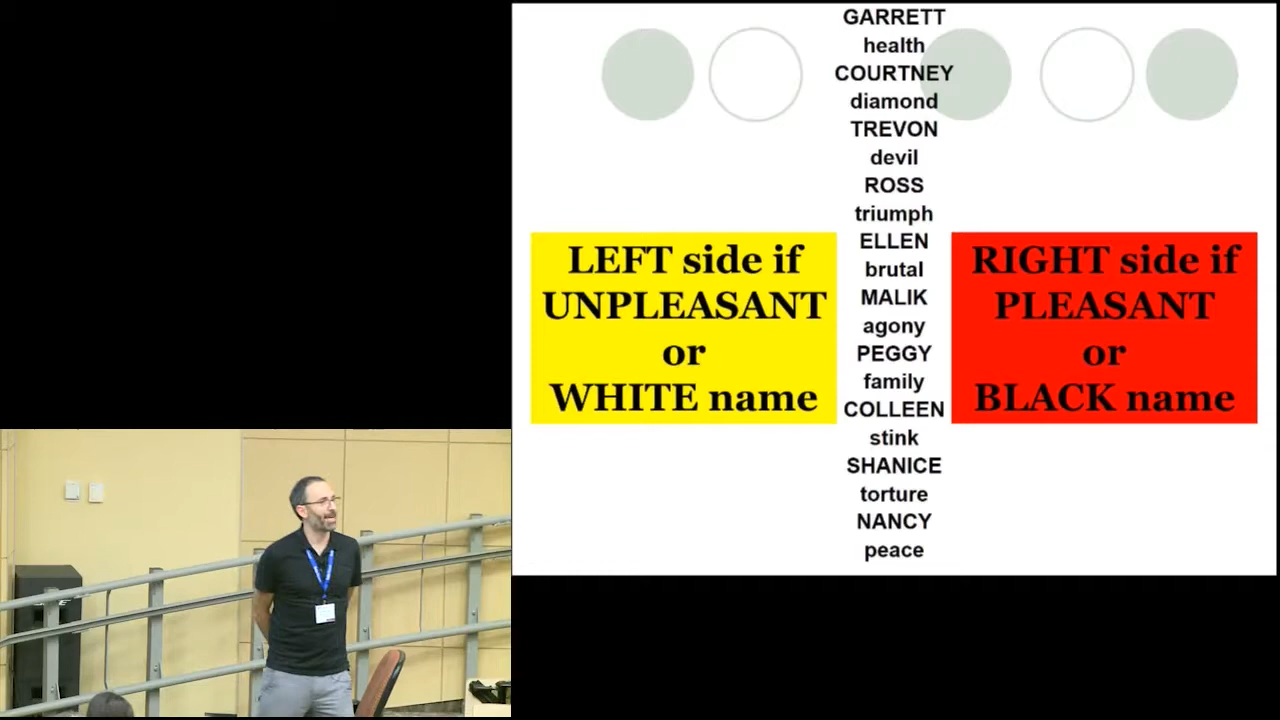 GARRETT
health
COURTNEY
diamond
TREVON
devil
ROSS
triumph
ELLEN
brutal
MALIK
agony
PEGGY
family
COLLEEN
stink
SHANICE
torture
NANCY
peace
LEFT side if
UNPLEASANT
or
WHITE name
RIGHT side if
PLEASANT
or
BLACK name